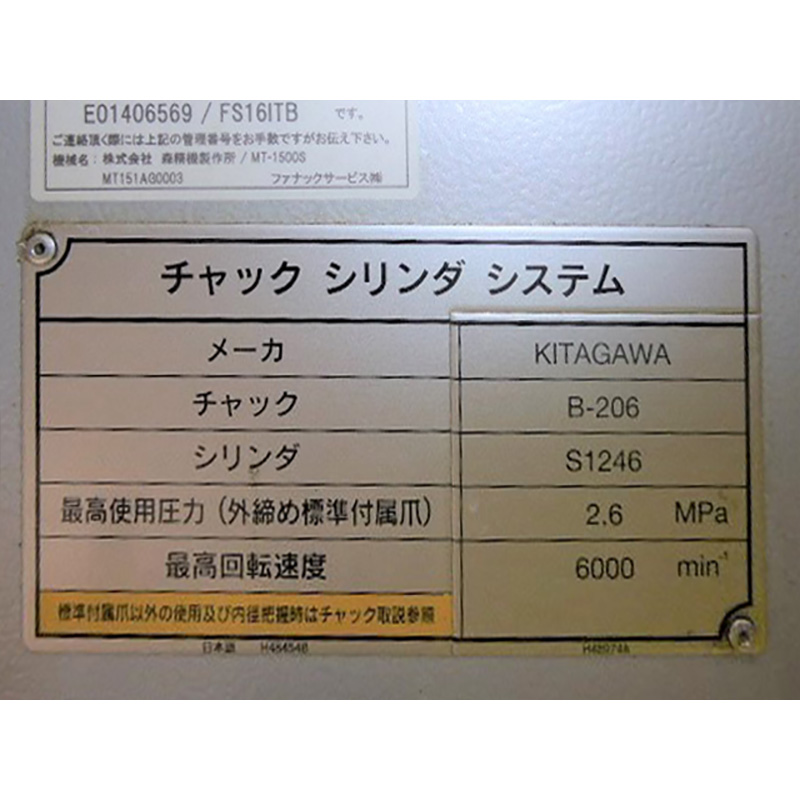 E01406569 / FS16ITB です。
ご連絡頂く際には上記の管理番号をお手数ですがお伝え下さい。
機械名: 株式会社 森精機製作所 / MT-1500S
MT151AG0003 ファナックサービス㈱
チャック シリンダ システム
メーカ KITAGAWA
チャック B-206
シリンダ S1246
最高使用圧力 (外締め標準付属爪) 2.6 MPa
最高回転速度 6000 min⁻¹
標準付属爪以外の使用及び内径把握時はチャック取説参照
日本語 H48454B H48974A